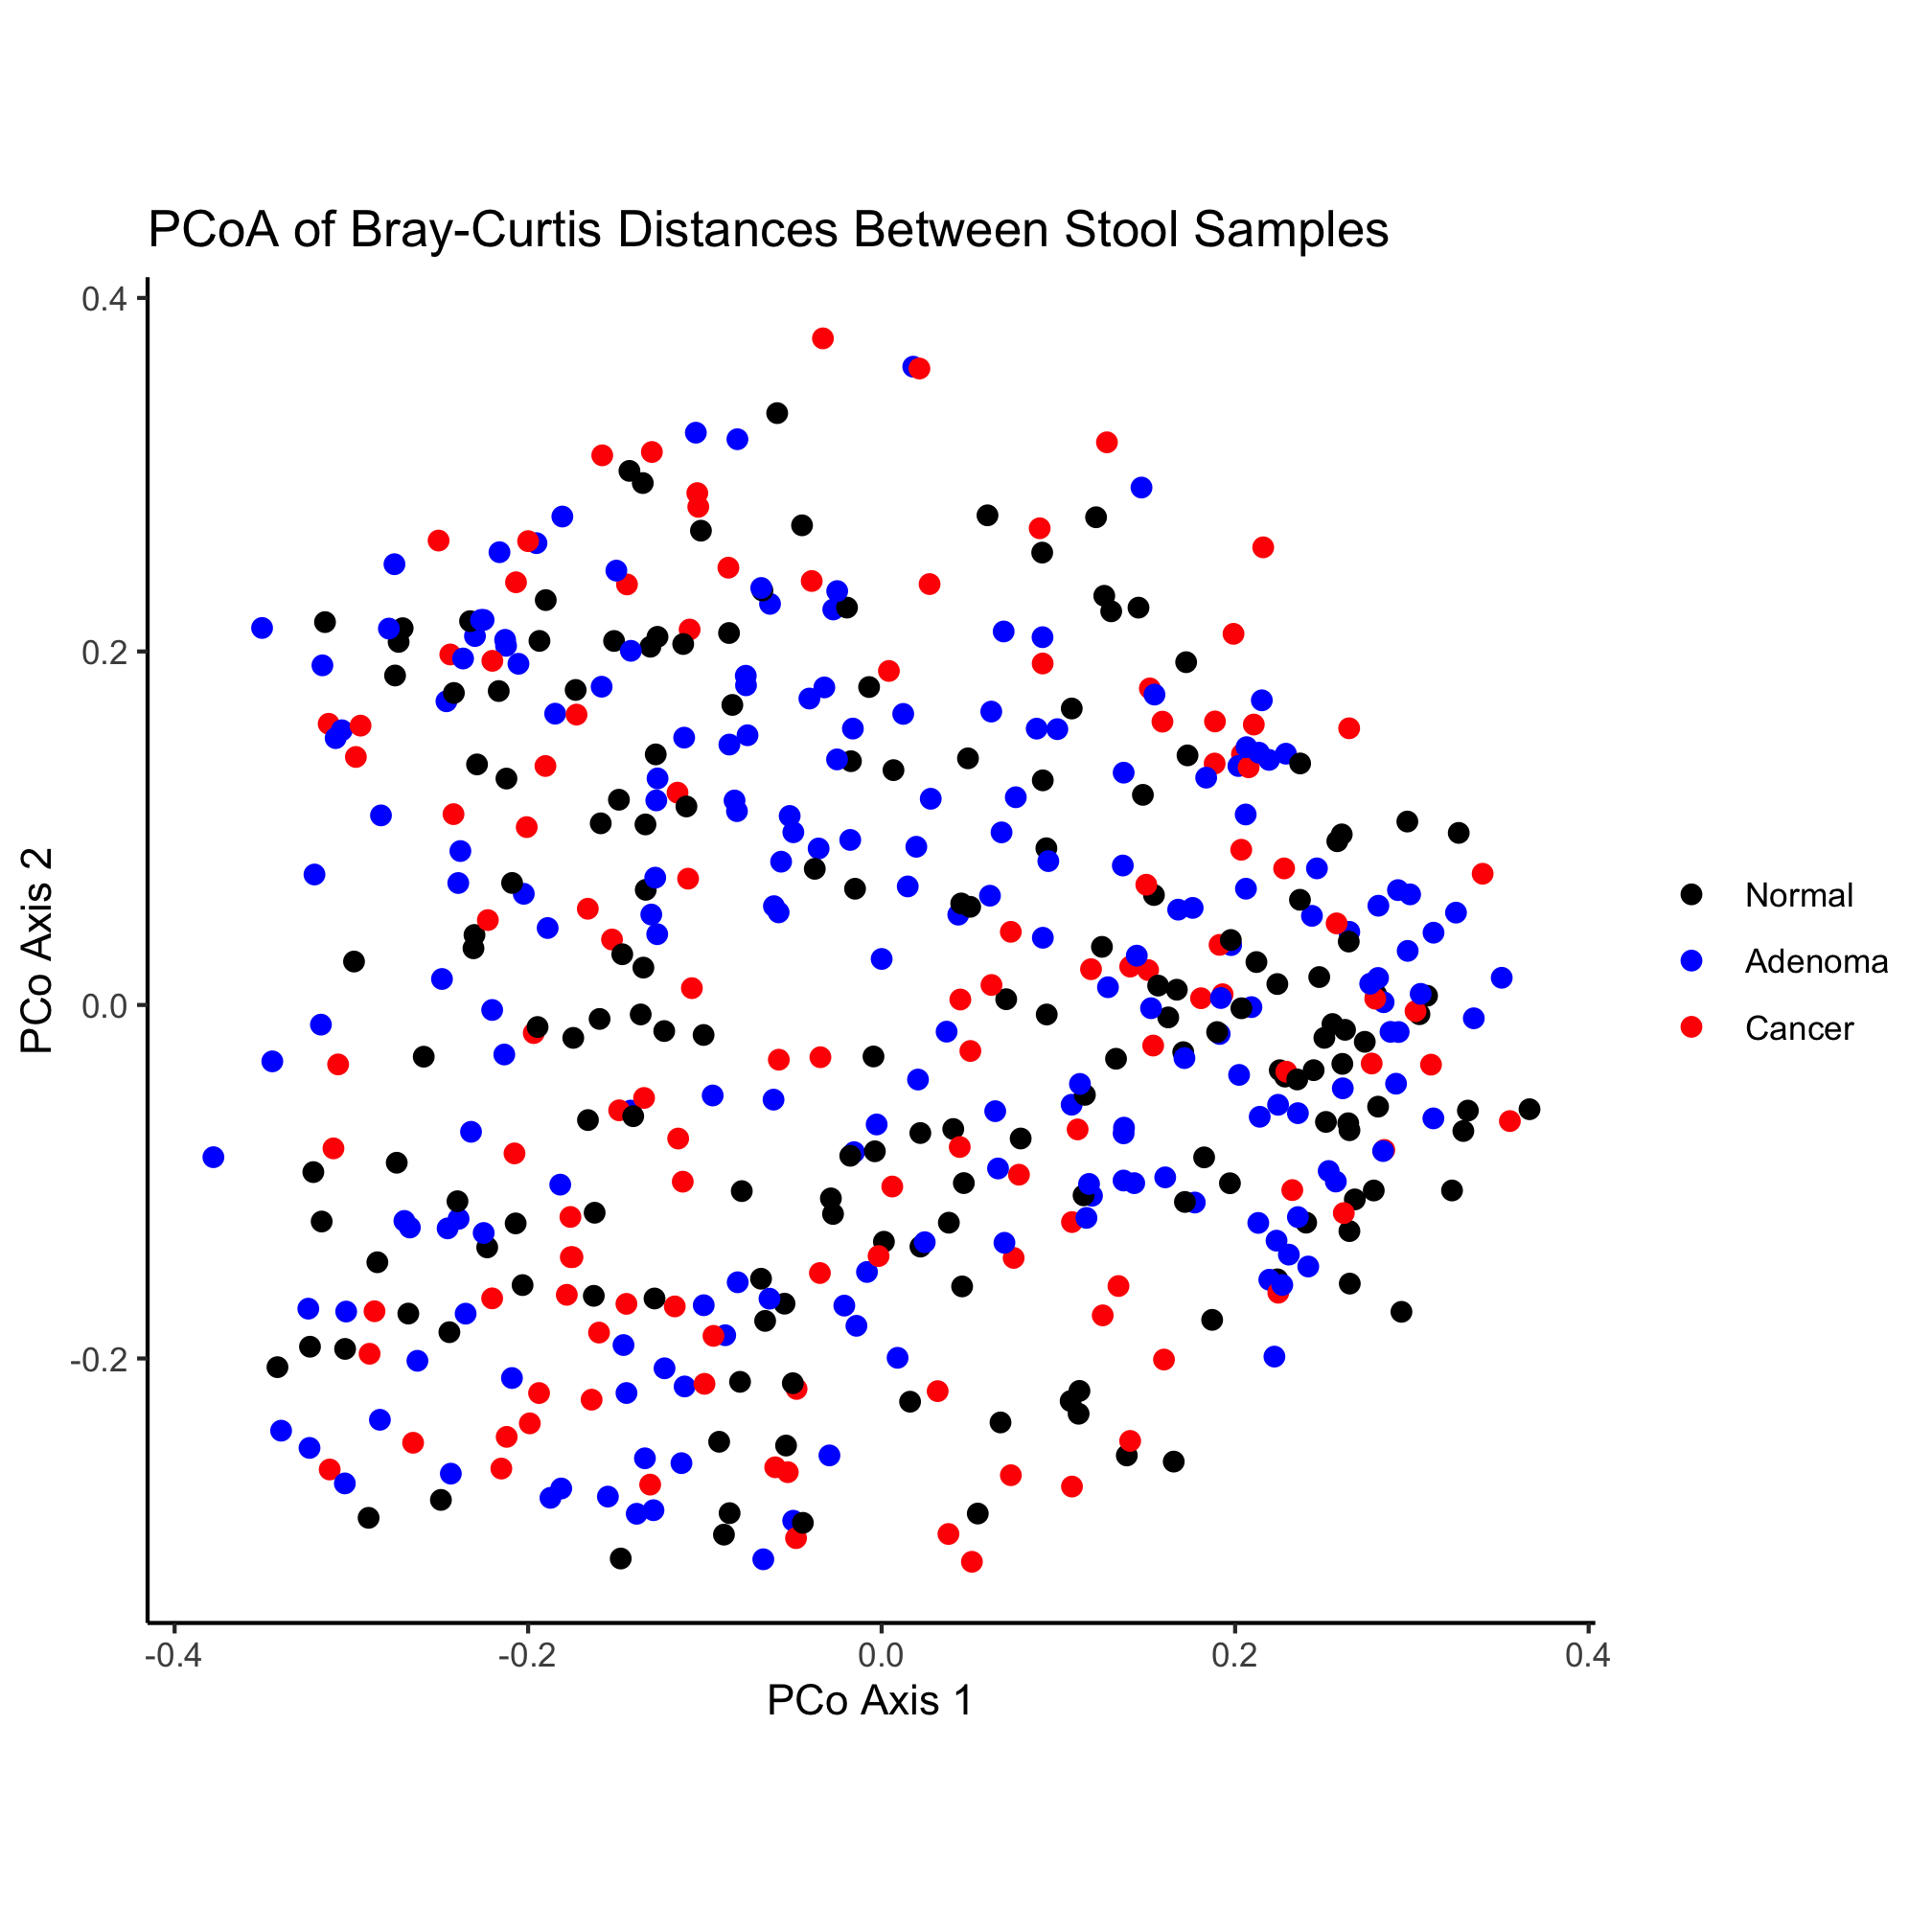 PCoA of Bray-Curtis Distances Between Stool Samples
0.4
0.2
0.0
-0.2
PCo Axis 2
-0.4 -0.2 0.0 0.2 0.4
PCo Axis 1
Normal
Adenoma
Cancer